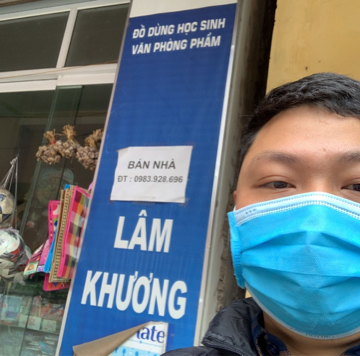 ĐỒ DÙNG HỌC SINH
VĂN PHÒNG PHẨM
BÁN NHÀ
ĐT : 0983.928.696
LÂM
KHƯƠNG
ate